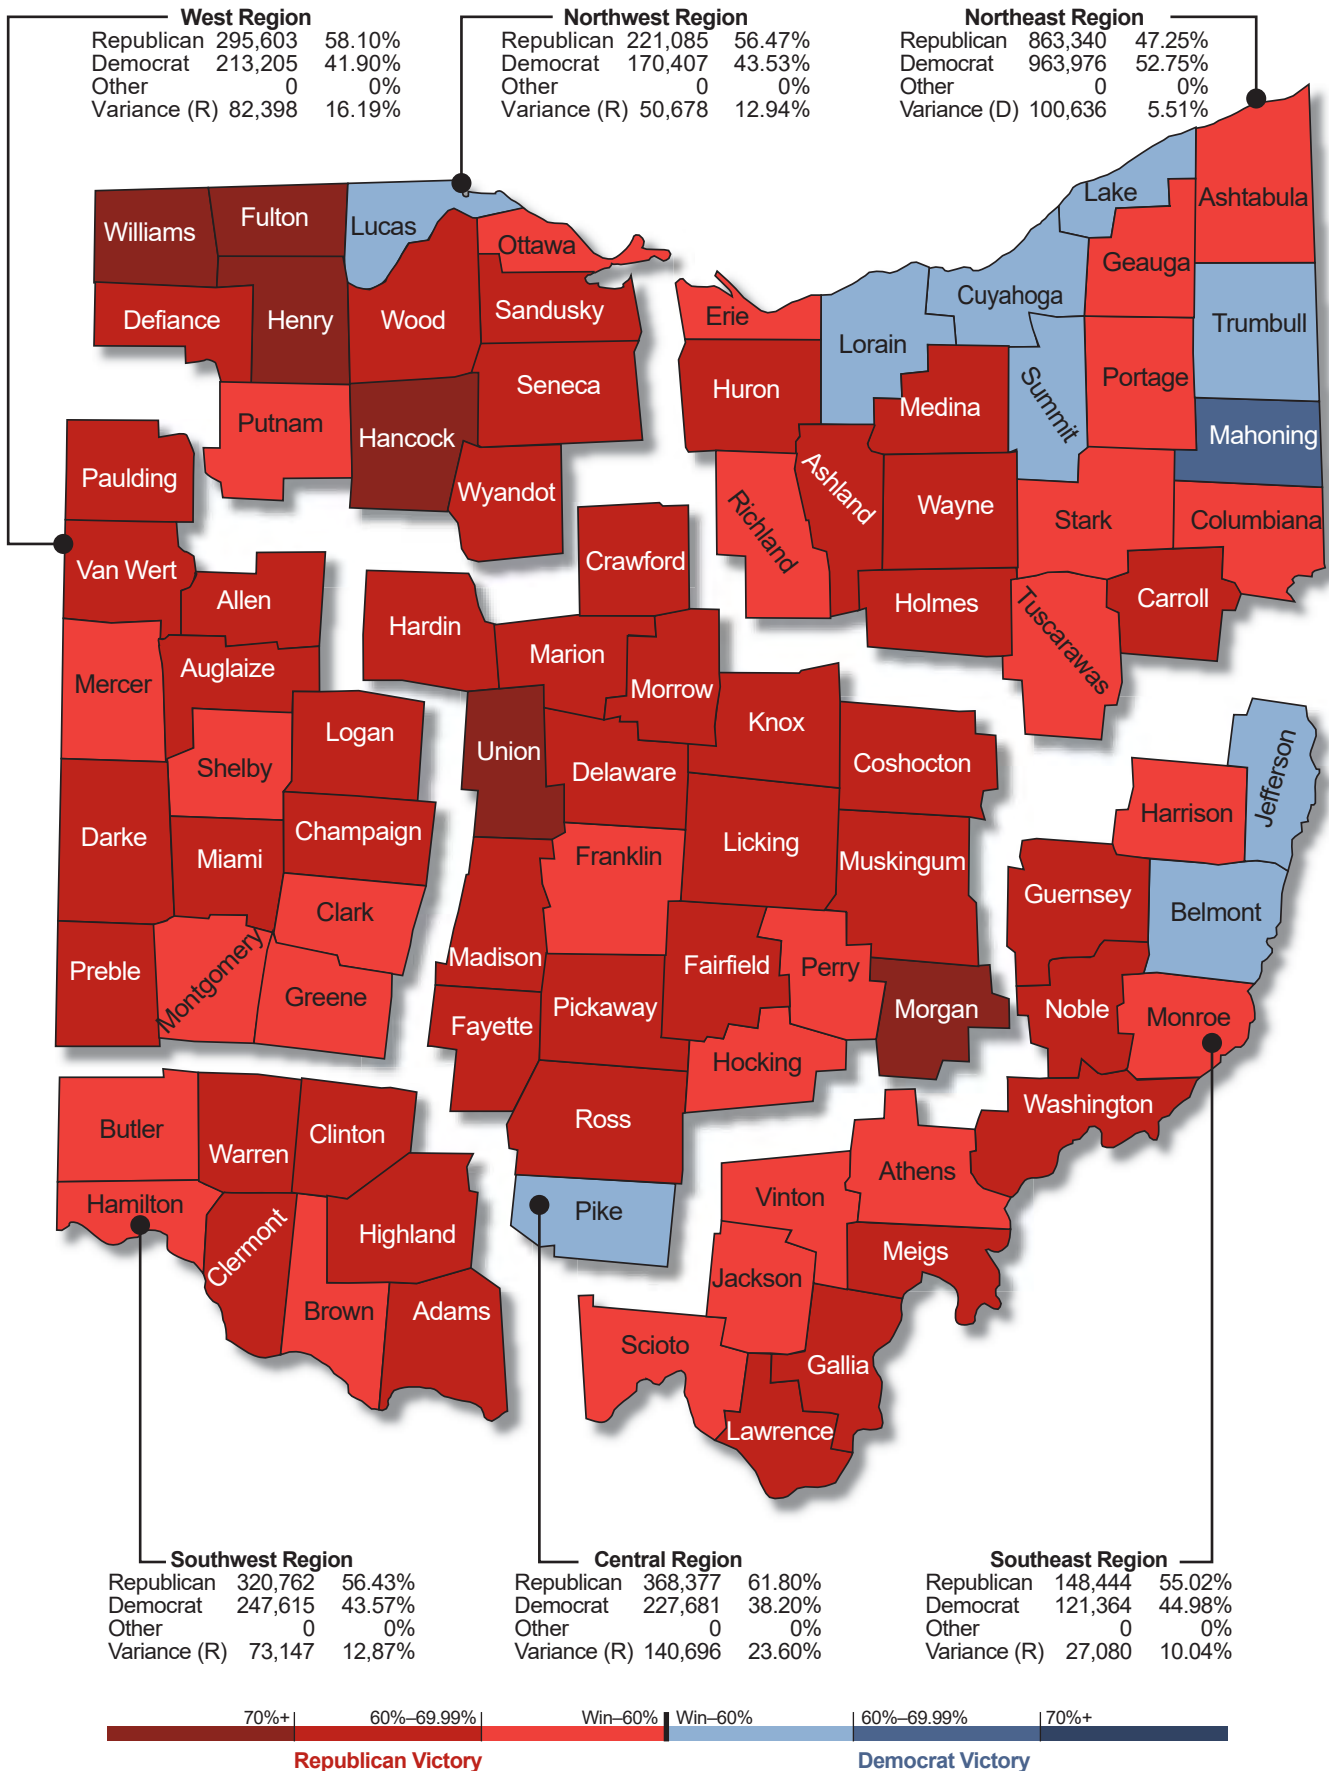 West Region
Republican 295,603 58.10%
Democrat 213,205 41.90%
Other 0 0%
Variance (R) 82,398 16.19%
Northwest Region
Republican 221,085 56.47%
Democrat 170,407 43.53%
Other 0 0%
Variance (R) 50,678 12.94%
Northeast Region
Republican 863,340 47.25%
Democrat 963,976 52.75%
Other 0 0%
Variance (D) 100,636 5.51%
Williams
Fulton
Lucas
Ottawa
Defiance
Henry
Wood
Sandusky
Putnam
Hancock
Seneca
Wyandot
Lake
Ashtabula
Geauga
Cuyahoga
Trumbull
Erie
Lorain
Huron
Medina
Summit
Portage
Mahoning
Richland
Ashland
Wayne
Stark
Columbiana
Holmes
Tuscarawas
Carroll
Paulding
Van Wert
Allen
Mercer
Auglaize
Logan
Shelby
Darke
Miami
Champaign
Clark
Preble
Montgomery
Greene
Crawford
Hardin
Marion
Morrow
Knox
Union
Delaware
Coshocton
Franklin
Licking
Muskingum
Madison
Fairfield
Perry
Morgan
Fayette
Pickaway
Hocking
Ross
Pike
Jefferson
Harrison
Guernsey
Belmont
Noble
Monroe
Washington
Athens
Vinton
Meigs
Jackson
Scioto
Gallia
Lawrence
Butler
Warren
Clinton
Hamilton
Clermont
Highland
Brown
Adams
Southwest Region
Republican 320,762 56.43%
Democrat 247,615 43.57%
Other 0 0%
Variance (R) 73,147 12,87%
Central Region
Republican 368,377 61.80%
Democrat 227,681 38.20%
Other 0 0%
Variance (R) 140,696 23.60%
Southeast Region
Republican 148,444 55.02%
Democrat 121,364 44.98%
Other 0 0%
Variance (R) 27,080 10.04%
70%+ 60%–69.99% Win–60% Win–60% 60%–69.99% 70%+
Republican Victory Democrat Victory